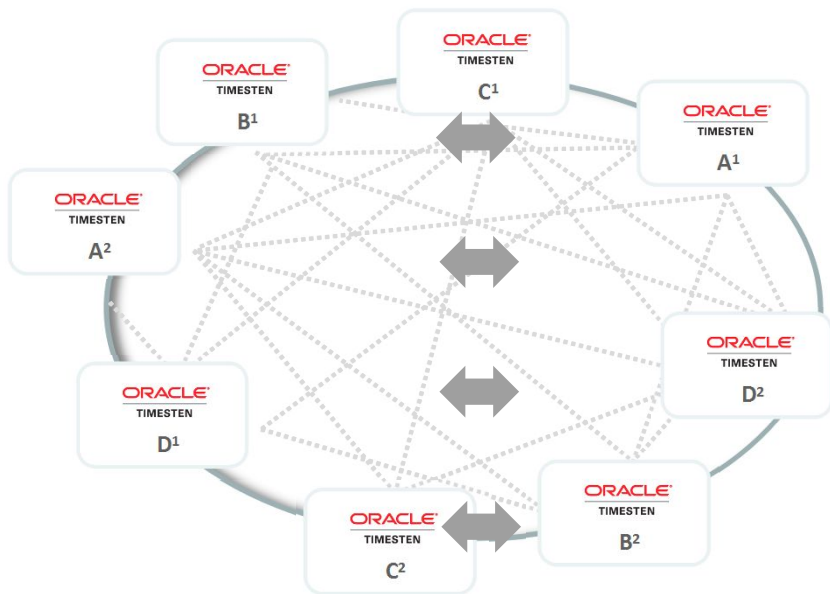 ORACLE®
TIMESTEN
C¹
ORACLE®
TIMESTEN
B¹
ORACLE®
TIMESTEN
A¹
ORACLE®
TIMESTEN
A²
ORACLE®
TIMESTEN
D²
ORACLE®
TIMESTEN
D¹
ORACLE®
TIMESTEN
B²
ORACLE®
TIMESTEN
C²